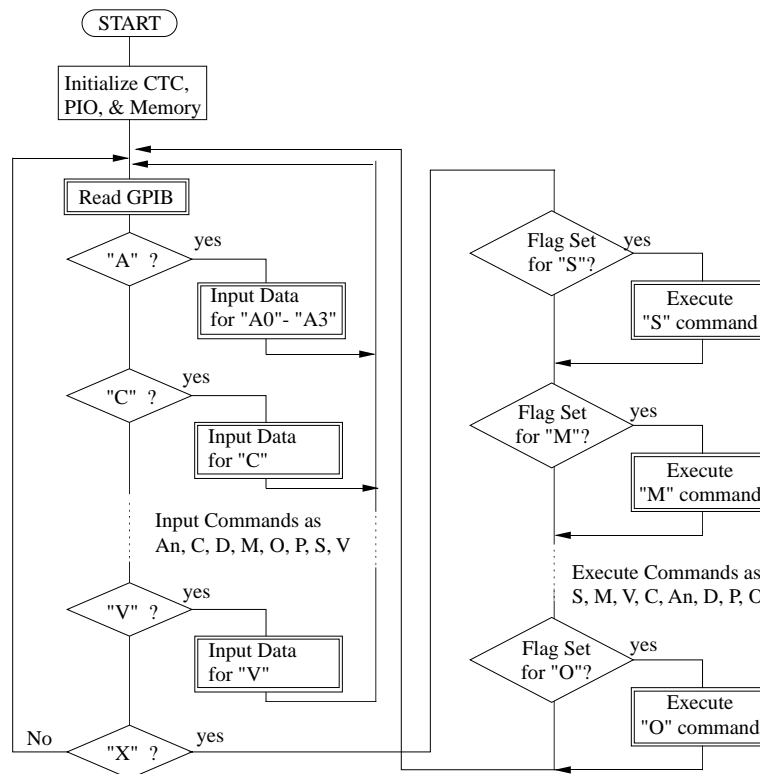 START
Initialize CTC,
PIO, & Memory
Read GPIB
"A" ?
yes
Input Data
for "A0"- "A3"
"C" ?
yes
Input Data
for "C"
Input Commands as
An, C, D, M, O, P, S, V
"V" ?
yes
Input Data
for "V"
"X" ?
No
yes
Flag Set
for "S"?
yes
Execute
"S" command
Flag Set
for "M"?
yes
Execute
"M" command
Execute Commands as
S, M, V, C, An, D, P, O
Flag Set
for "O"?
yes
Execute
"O" command